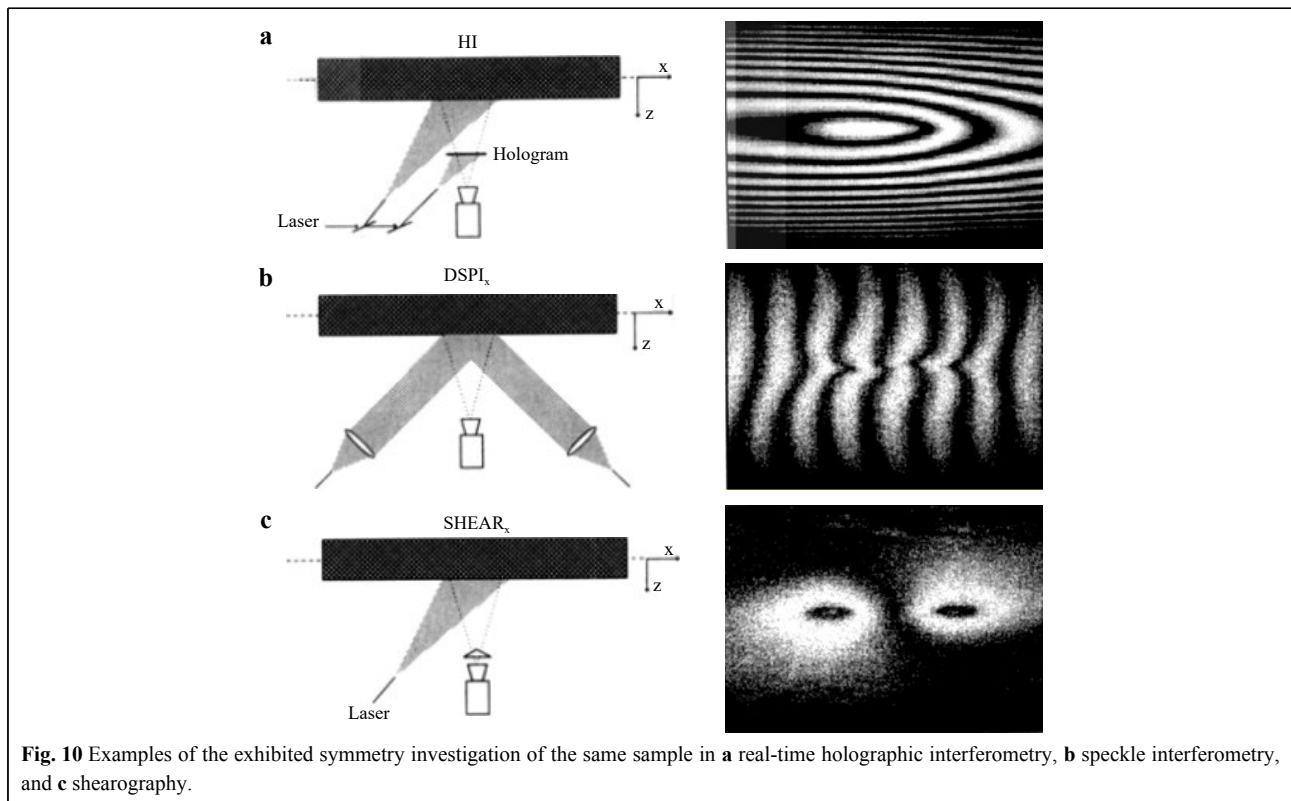 a
HI
x
z
Hologram
Laser
b
DSPIₓ
x
z
c
SHEARₓ
x
z
Laser
Fig. 10 Examples of the exhibited symmetry investigation of the same sample in a real-time holographic interferometry, b speckle interferometry,
and c shearography.